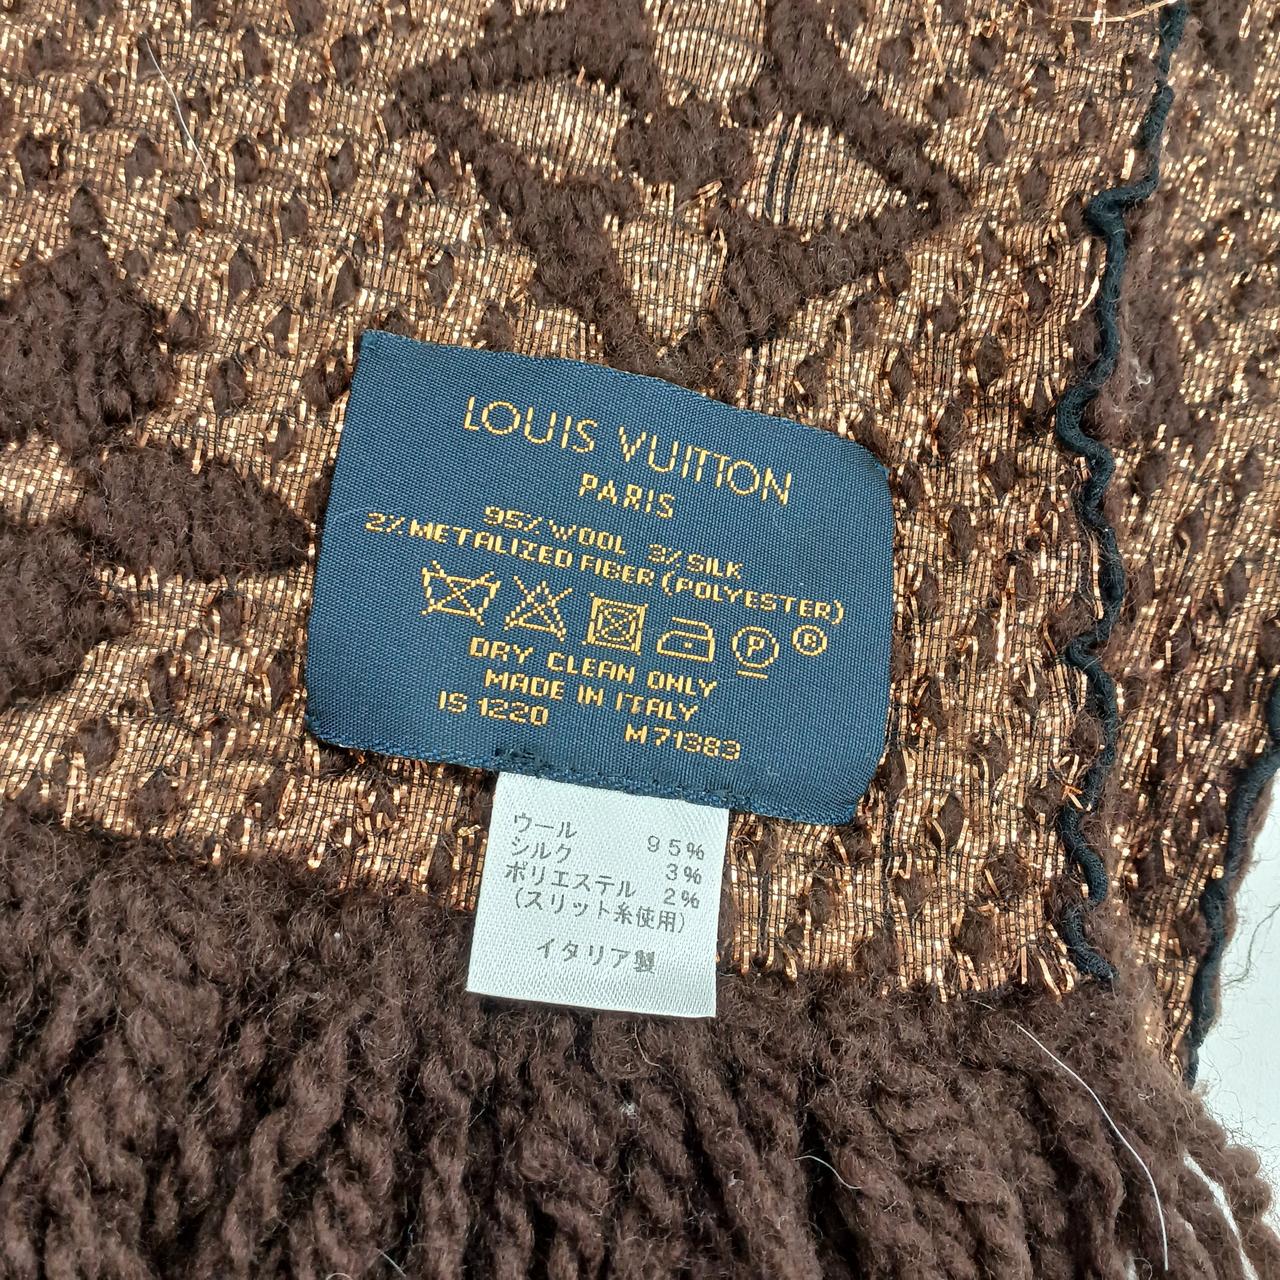 LOUIS VUITTON
PARIS
95% WOOL 3% SILK
2% METALIZED FIBER (POLYESTER)
P R
DRY CLEAN ONLY
MADE IN ITALY
IS 1220 M71383
ウール 95%
シルク 3%
ポリエステル 2%
(スリット糸使用)
イタリア製